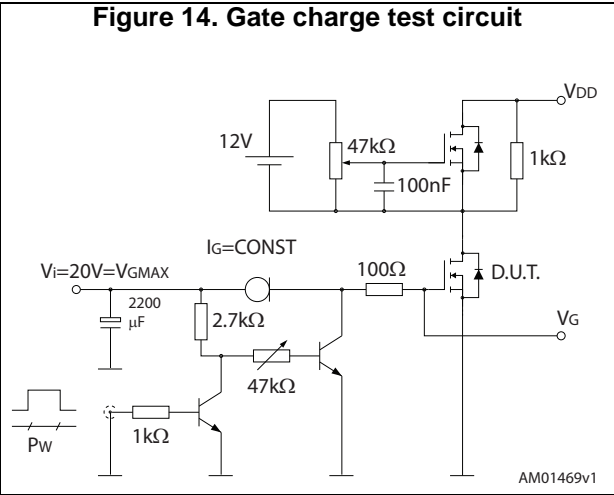 Figure 14. Gate charge test circuit
VDD
12V
47kΩ
1kΩ
100nF
IG=CONST
Vi=20V=VGMAX
100Ω
D.U.T.
2200
μF
2.7kΩ
VG
47kΩ
1kΩ
PW
AM01469v1